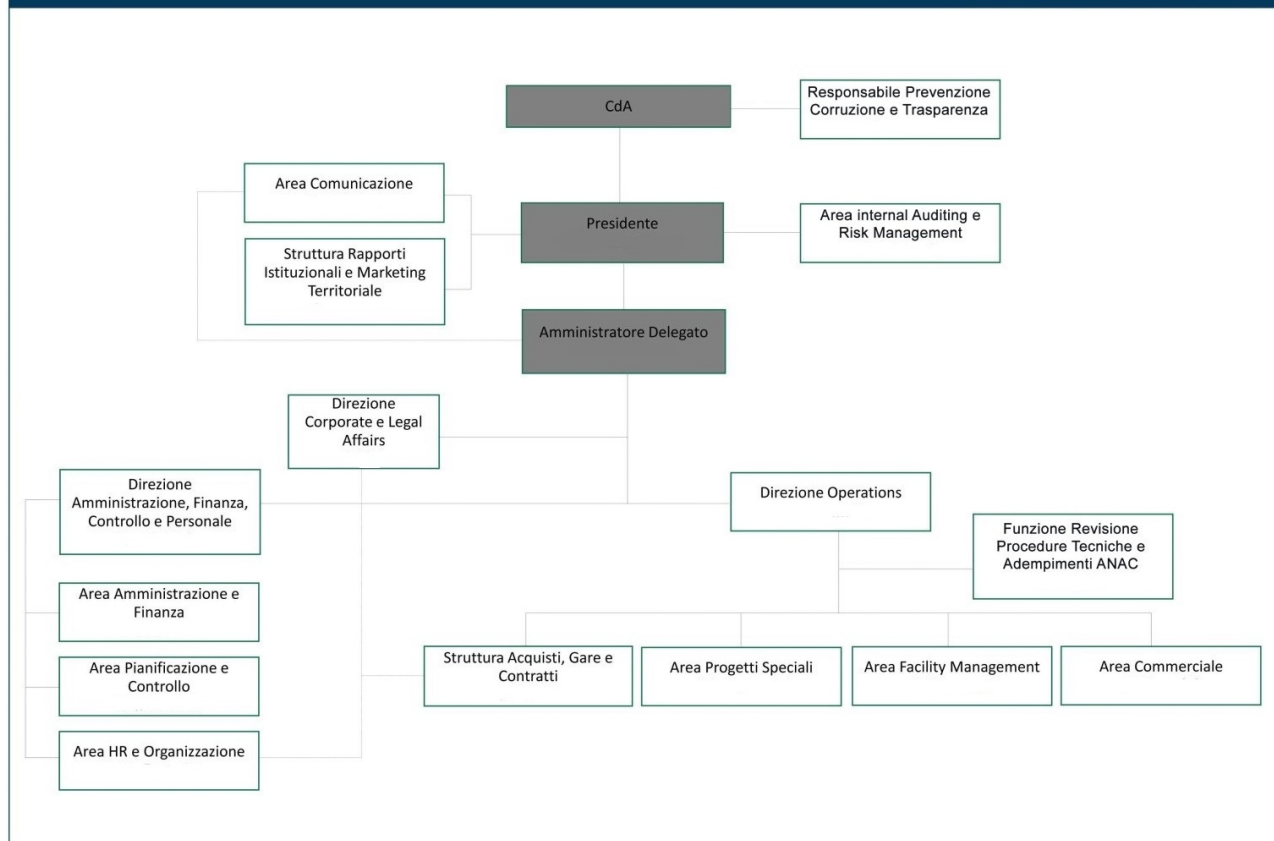 CdA
Responsabile Prevenzione
Corruzione e Trasparenza
Area Comunicazione
Presidente
Area internal Auditing e
Risk Management
Struttura Rapporti
Istituzionali e Marketing
Territoriale
Amministratore Delegato
Direzione
Corporate e Legal
Affairs
Direzione
Amministrazione, Finanza,
Controllo e Personale
Direzione Operations
Funzione Revisione
Procedure Tecniche e
Adempimenti ANAC
Area Amministrazione e
Finanza
Struttura Acquisti, Gare e
Contratti
Area Progetti Speciali
Area Facility Management
Area Commerciale
Area Pianificazione e
Controllo
Area HR e Organizzazione